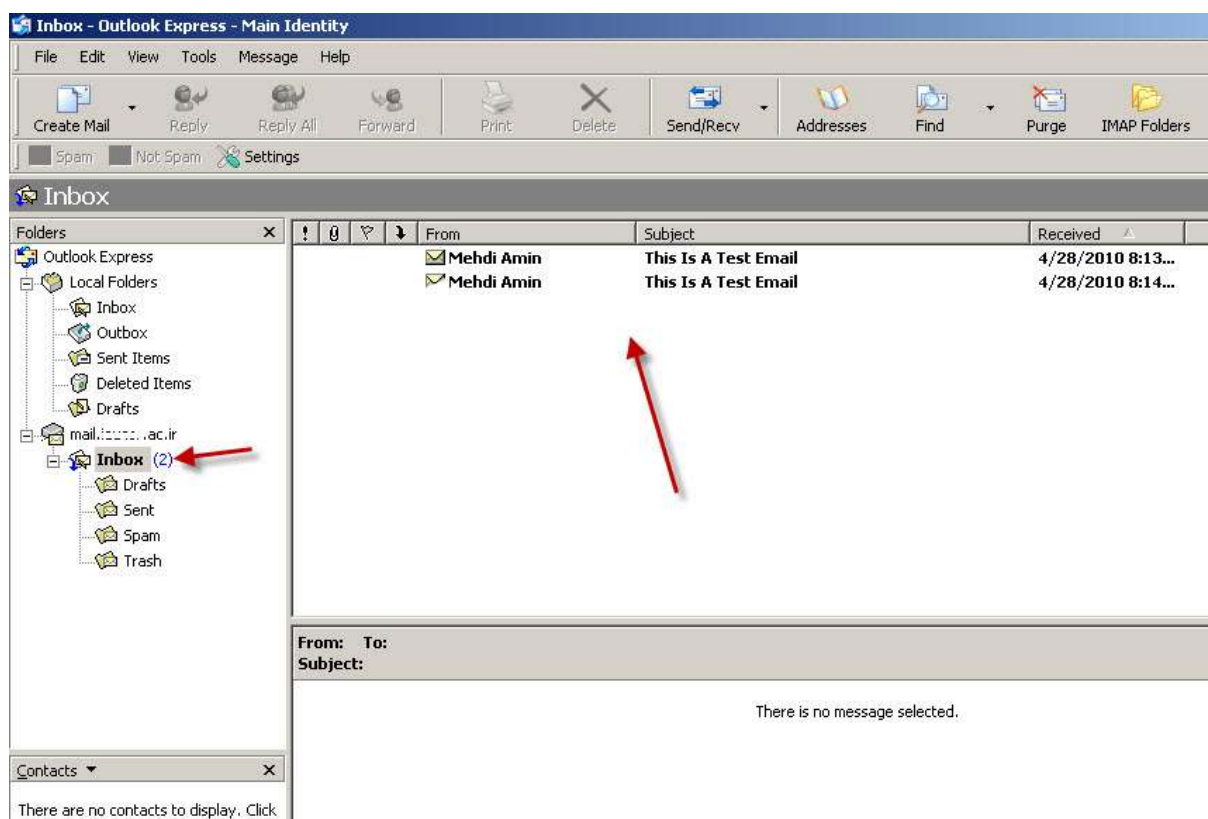 Inbox - Outlook Express - Main Identity
File Edit View Tools Message Help
Create Mail Reply Reply All Forward Print Delete Send/Recv Addresses Find Purge IMAP Folders
Spam Not Spam Settings
Inbox
Folders
Outlook Express
Local Folders
Inbox
Outbox
Sent Items
Deleted Items
Drafts
mail. .ac.ir
Inbox (2)
Drafts
Sent
Spam
Trash
Contacts
There are no contacts to display. Click
From Subject Received
Mehdi Amin This Is A Test Email 4/28/2010 8:13...
Mehdi Amin This Is A Test Email 4/28/2010 8:14...
From: To:
Subject:
There is no message selected.